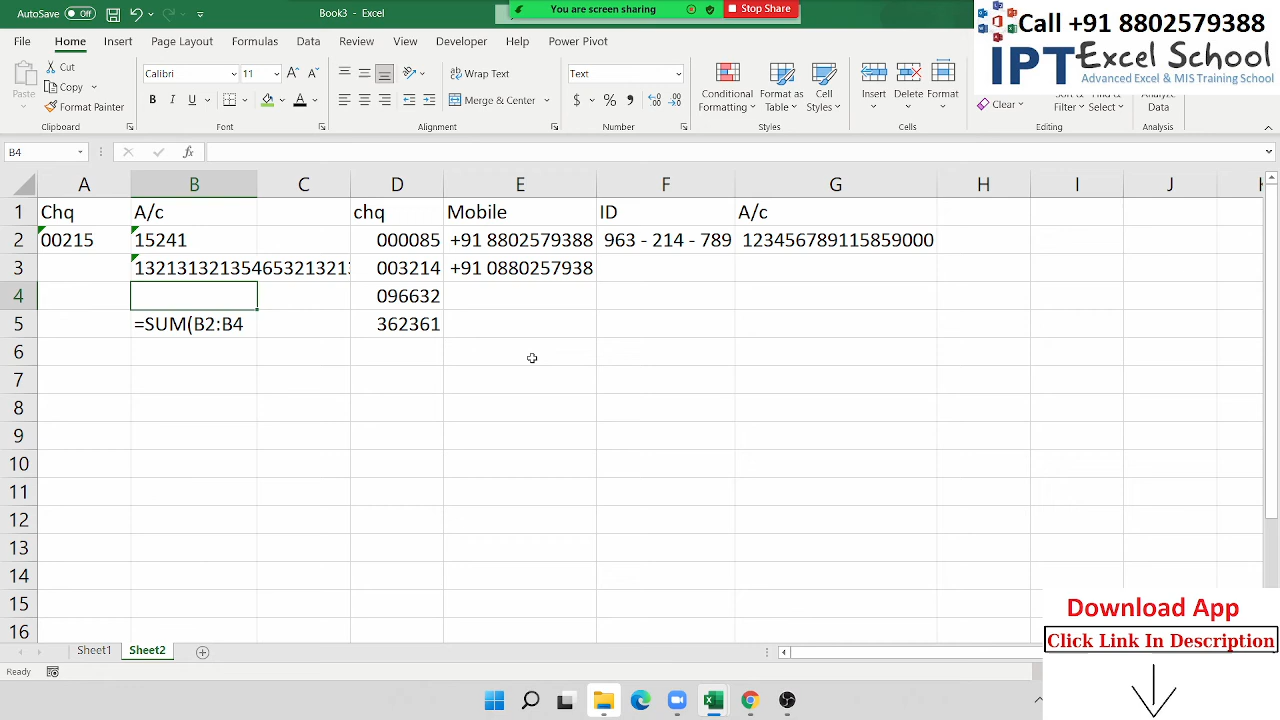 AutoSave Off Book3 - Excel You are screen sharing Stop Share
Call +91 8802579388
IPT Excel School
Advanced Excel & MIS Training School
File Home Insert Page Layout Formulas Data Review View Developer Help Power Pivot
Paste Cut Copy Format Painter
Calibri 11
Wrap Text
Merge & Center
Text
Conditional Formatting Format as Table Cell Styles
Insert Delete Format
Clear
Filter Select
Data
Clipboard Font Alignment Number Styles Cells Editing Analysis
B4 fx
A B C D E F G H I J
1 Chq A/c chq Mobile ID A/c
2 00215 15241 000085 +91 8802579388 963 - 214 - 789 123456789115859000
3 003214 +91 0880257938
4 096632
5 =SUM(B2:B4 362361
6
7
8
9
10
11
12
13
14
15
16
Download App
Click Link In Description
Sheet1 Sheet2
Ready